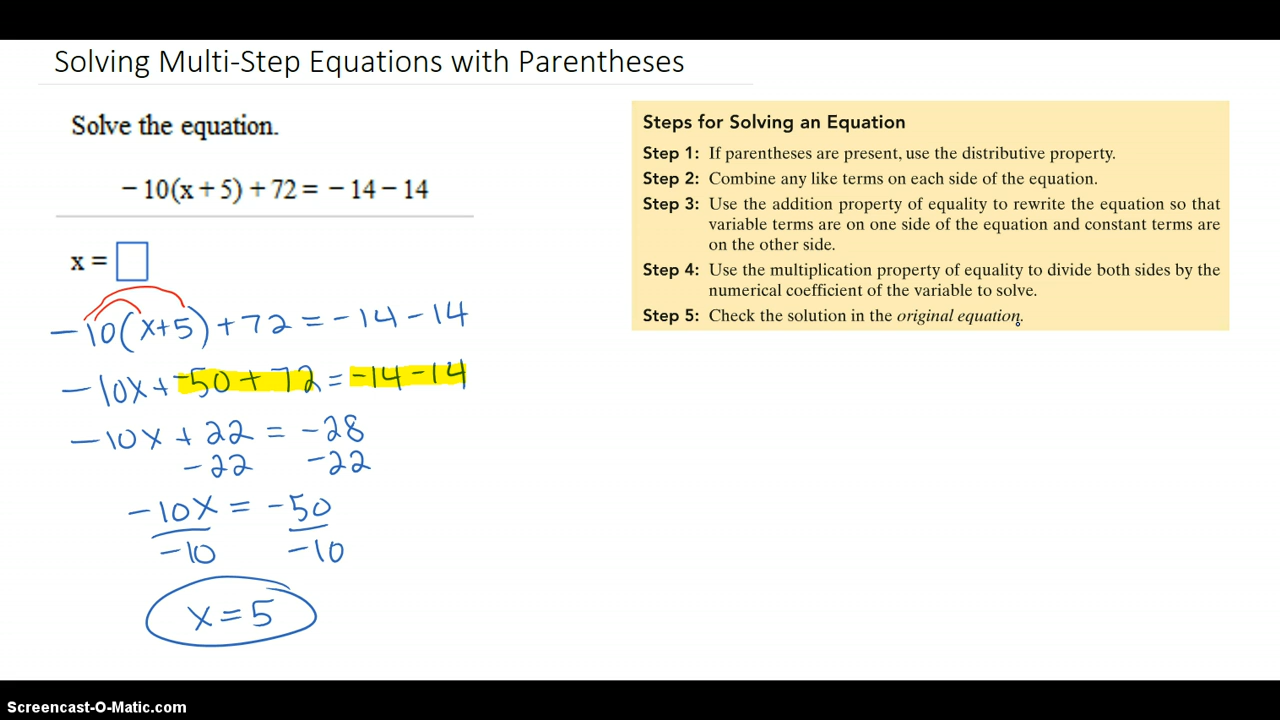 Solving Multi-Step Equations with Parentheses
Solve the equation.
− 10(x + 5) + 72 = − 14 − 14
x =
−10(x+5)+72=−14−14
−10x+−50+72=−14−14
−10x+22=−28
−22 −22
−10x=−50
−10 −10
x=5
Steps for Solving an Equation
Step 1: If parentheses are present, use the distributive property.
Step 2: Combine any like terms on each side of the equation.
Step 3: Use the addition property of equality to rewrite the equation so that
variable terms are on one side of the equation and constant terms are
on the other side.
Step 4: Use the multiplication property of equality to divide both sides by the
numerical coefficient of the variable to solve.
Step 5: Check the solution in the original equation.
Screencast-O-Matic.com